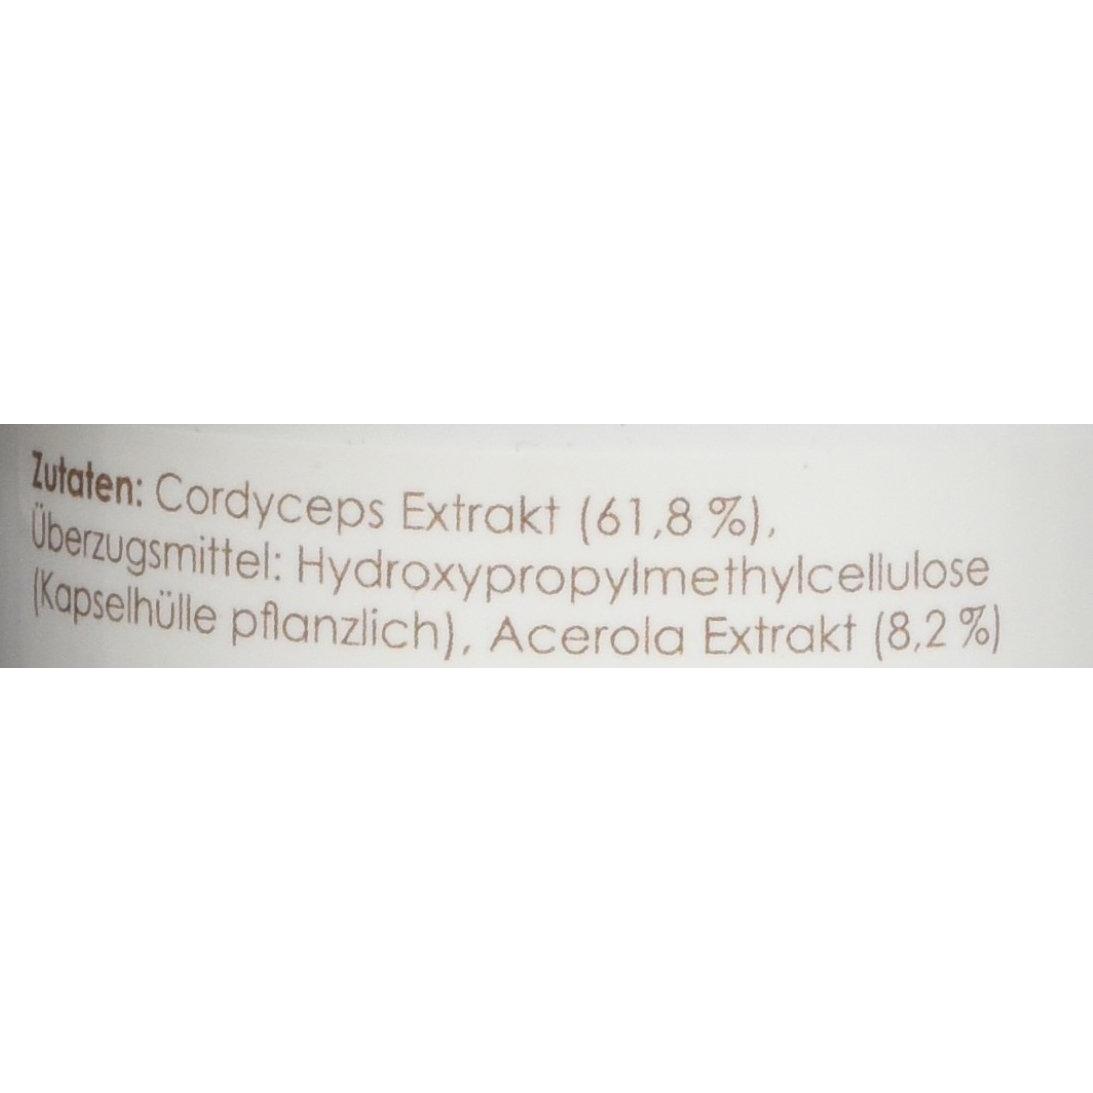 Zutaten: Cordyceps Extrakt (61,8 %),
Überzugsmittel: Hydroxypropylmethylcellulose
(Kapselhülle pflanzlich), Acerola Extrakt (8,2 %)